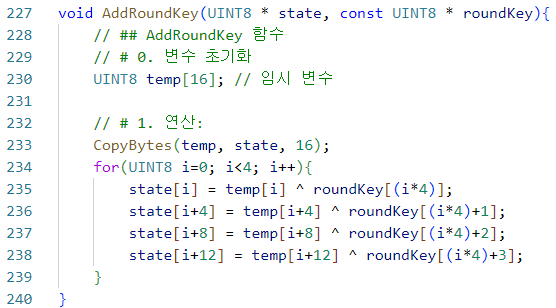 227 void AddRoundKey(UINT8 * state, const UINT8 * roundKey){
228     // ## AddRoundKey 함수
229     // # 0. 변수 초기화
230     UINT8 temp[16]; // 임시 변수
231
232     // # 1. 연산:
233     CopyBytes(temp, state, 16);
234     for(UINT8 i=0; i<4; i++){
235         state[i] = temp[i] ^ roundKey[(i*4)];
236         state[i+4] = temp[i+4] ^ roundKey[(i*4)+1];
237         state[i+8] = temp[i+8] ^ roundKey[(i*4)+2];
238         state[i+12] = temp[i+12] ^ roundKey[(i*4)+3];
239     }
240 }